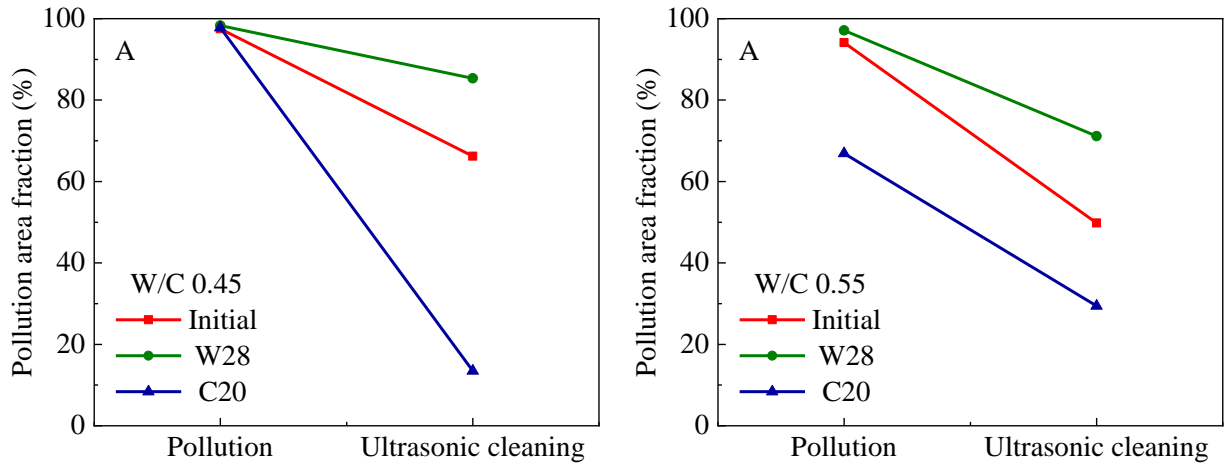 Pollution area fraction (%)
100
80
60
40
20
0
A
W/C 0.45
Initial
W28
C20
Pollution
Ultrasonic cleaning
Pollution area fraction (%)
100
80
60
40
20
0
A
W/C 0.55
Initial
W28
C20
Pollution
Ultrasonic cleaning